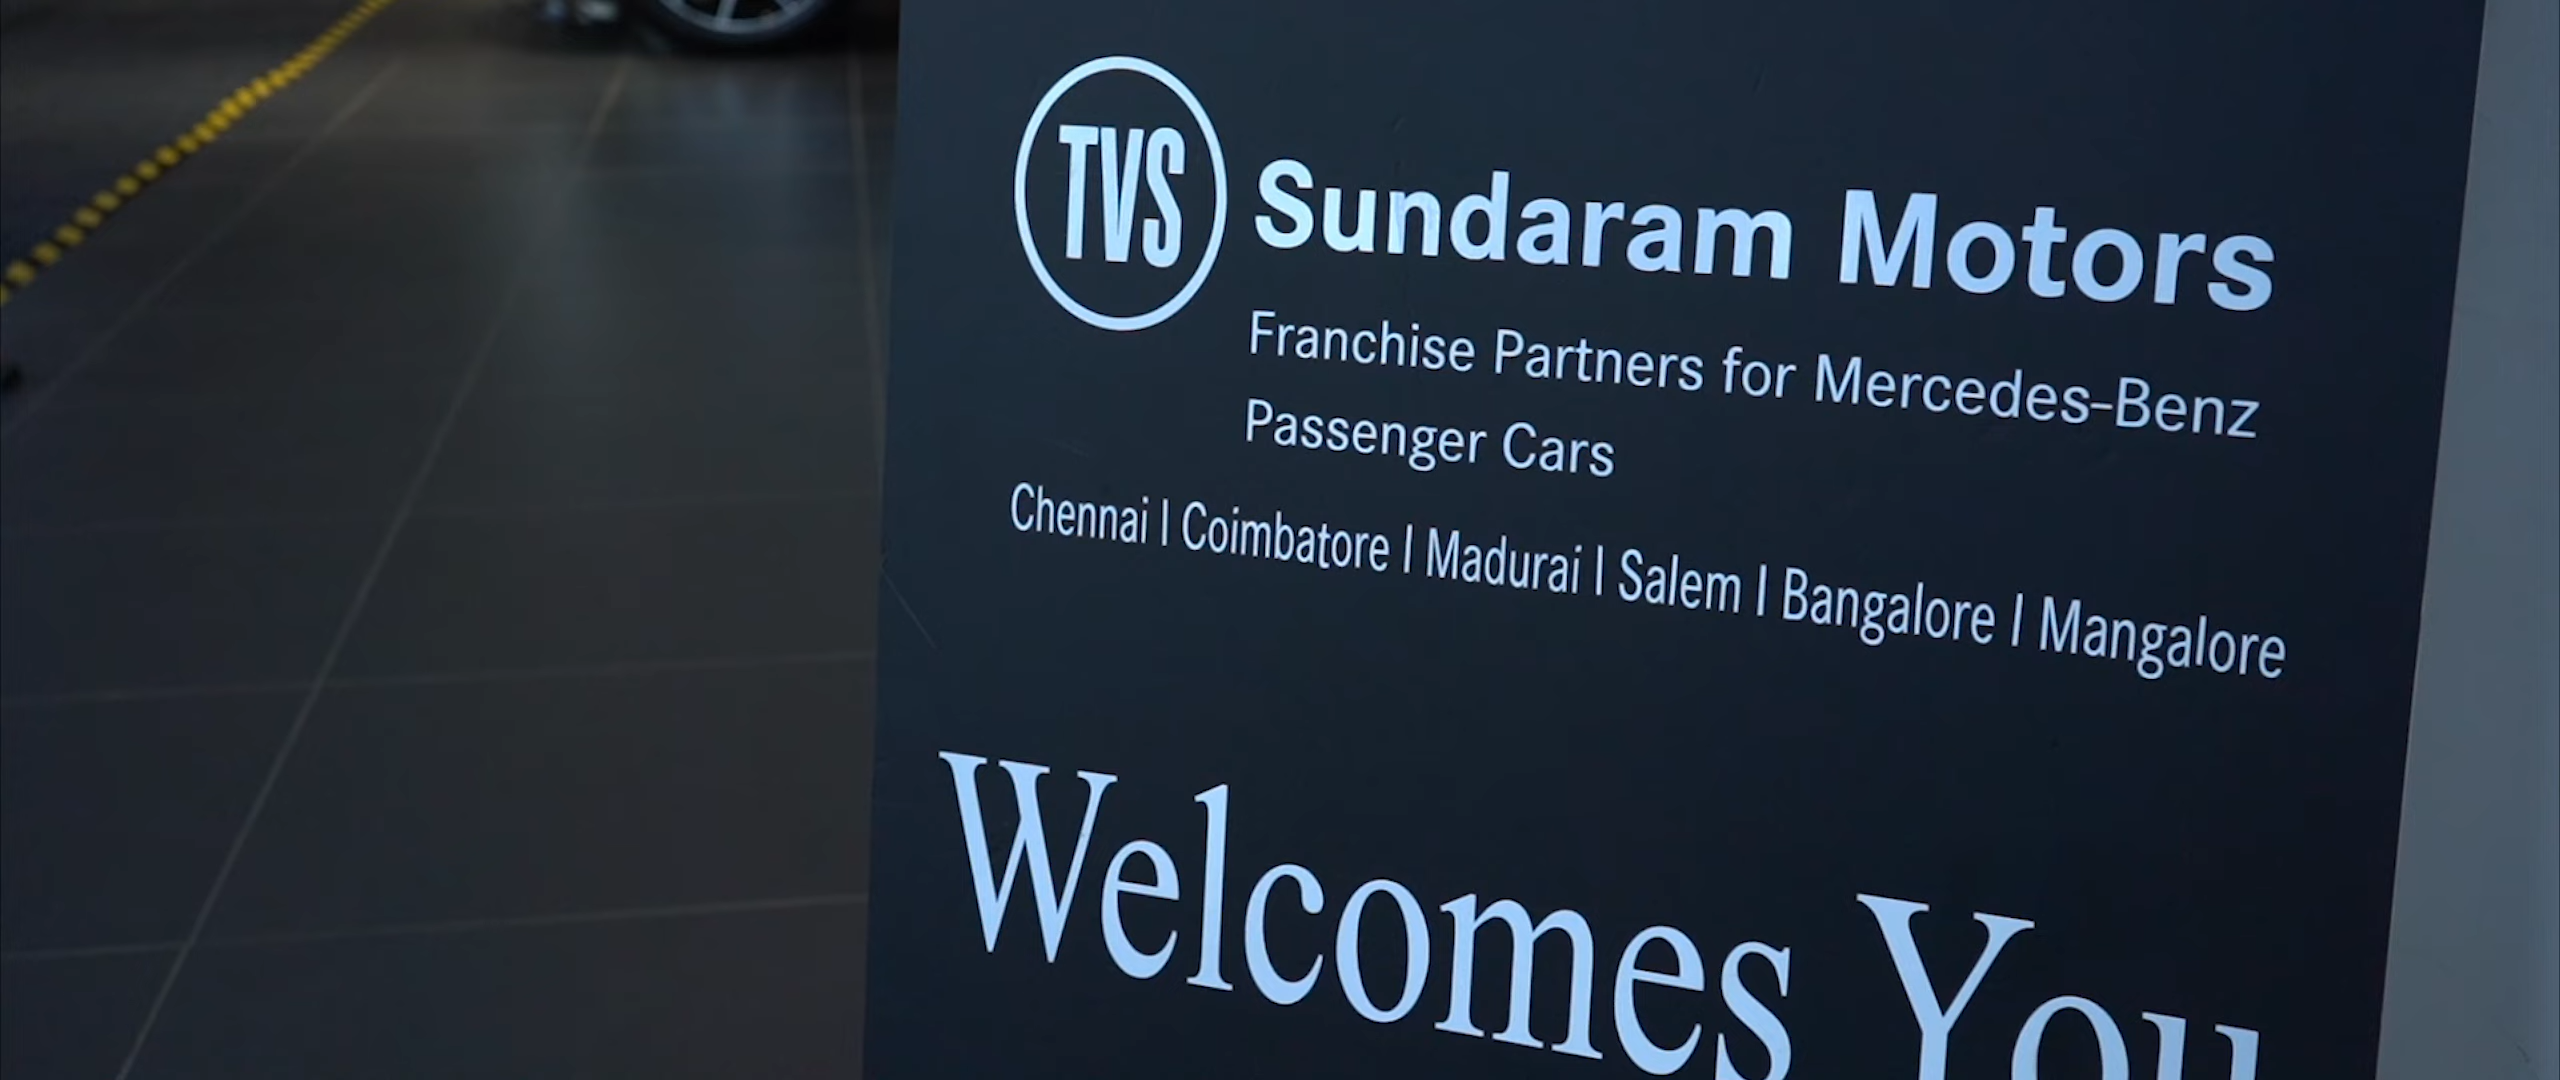 TVS
Sundaram Motors
Franchise Partners for Mercedes-Benz
Passenger Cars
Chennai | Coimbatore | Madurai | Salem | Bangalore | Mangalore
Welcomes You